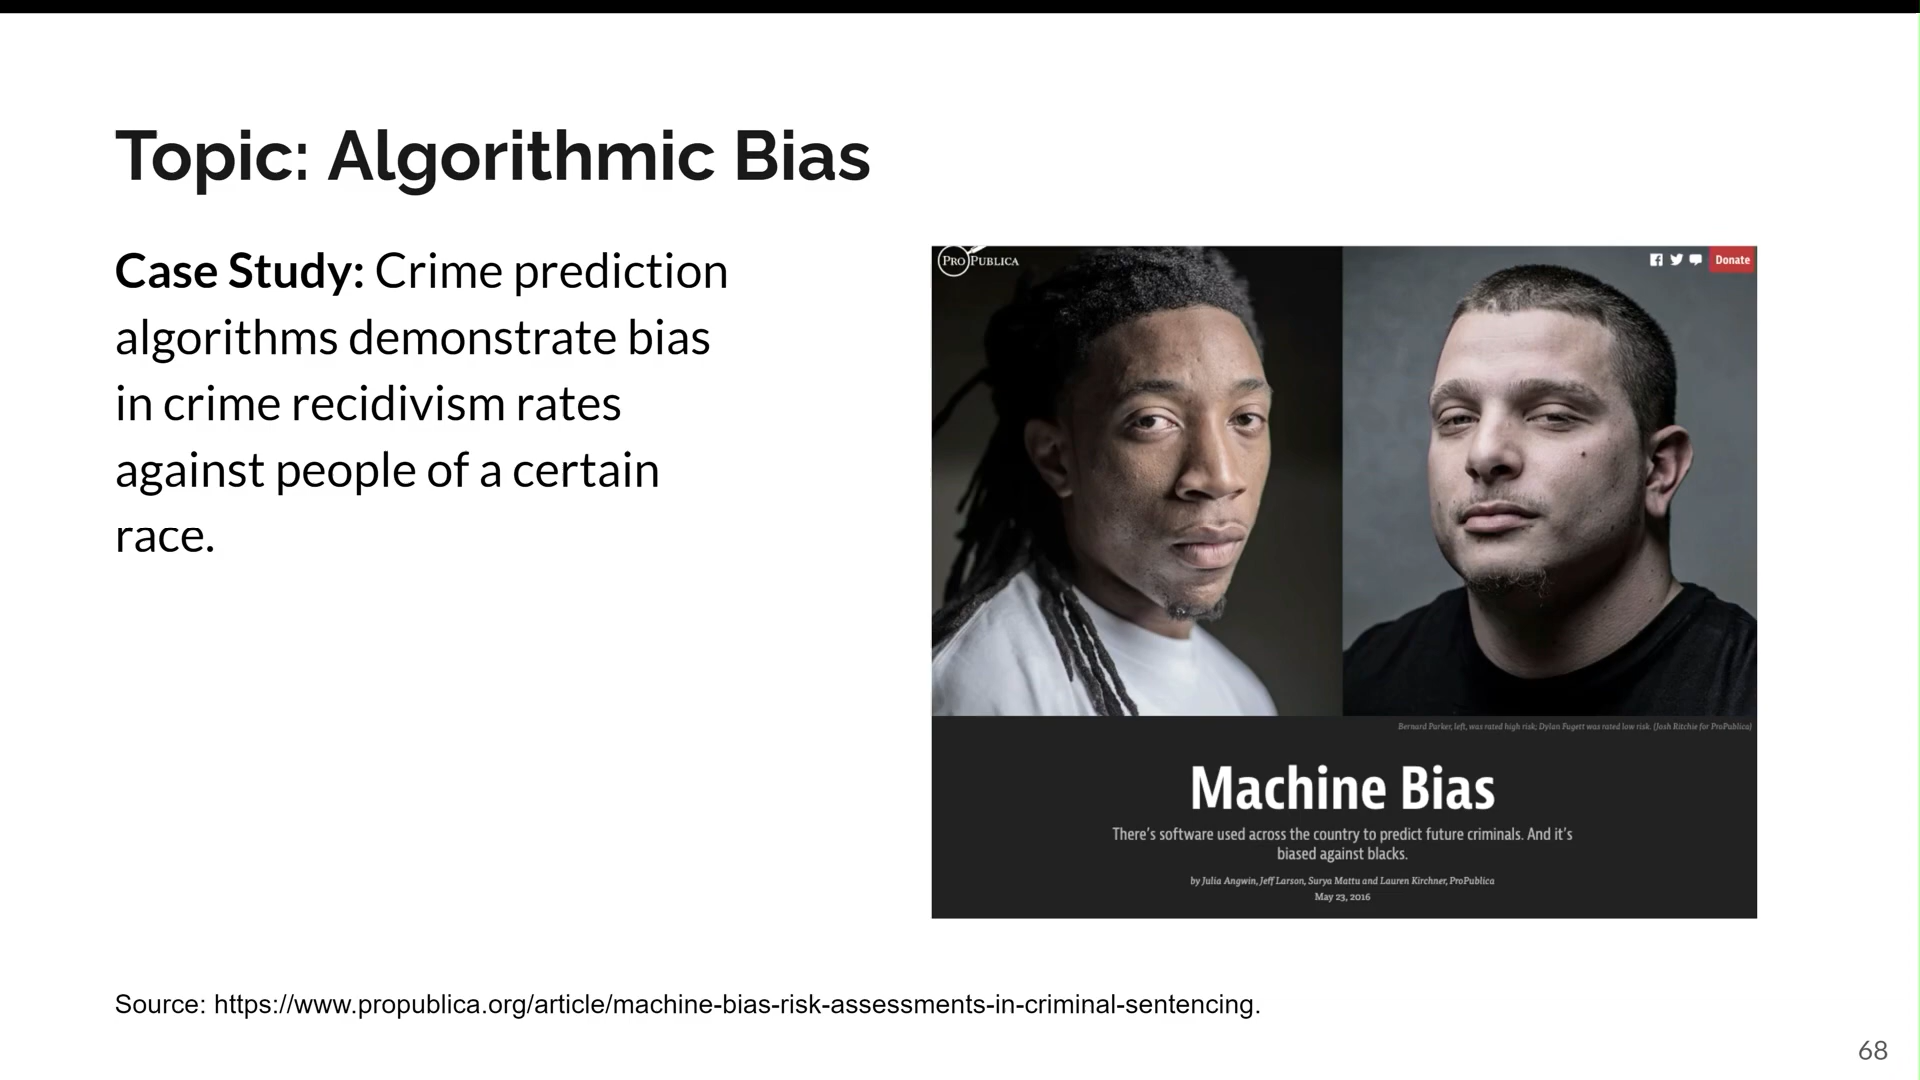 Topic: Algorithmic Bias
Case Study: Crime prediction
algorithms demonstrate bias
in crime recidivism rates
against people of a certain
race.
PROPUBLICA
Donate
Bernard Parker, left, was rated high risk; Dylan Fugett was rated low risk. (Josh Ritchie for ProPublica)
Machine Bias
There's software used across the country to predict future criminals. And it's
biased against blacks.
by Julia Angwin, Jeff Larson, Surya Mattu and Lauren Kirchner, ProPublica
May 23, 2016
Source: https://www.propublica.org/article/machine-bias-risk-assessments-in-criminal-sentencing.
68